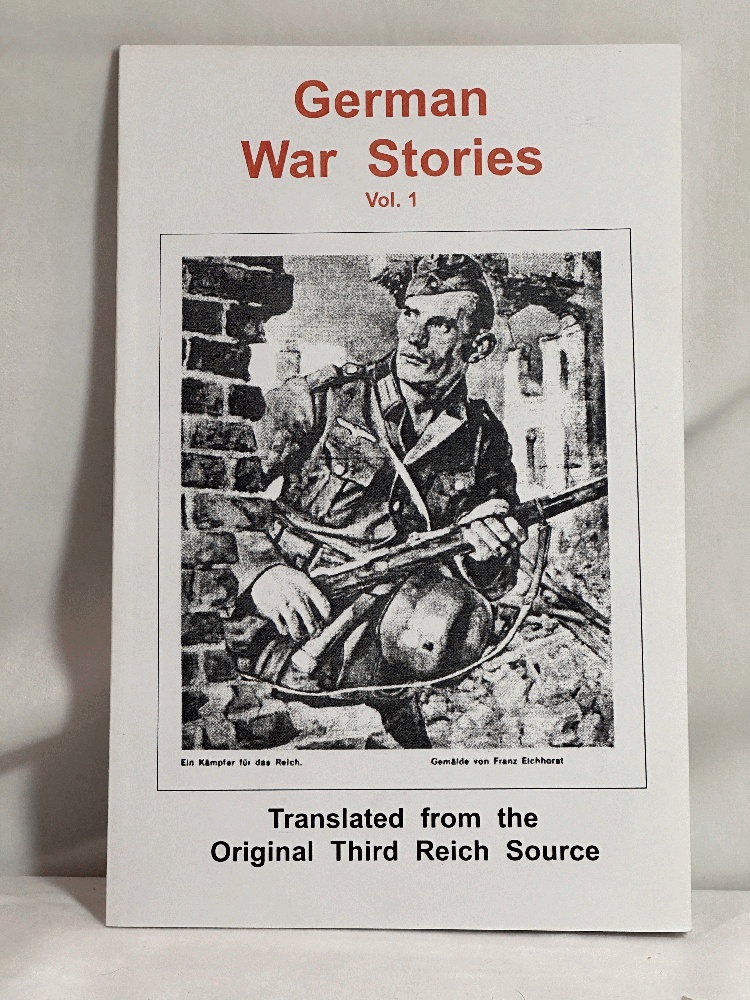 German
War Stories
Vol. 1
Ein Kämpfer für das Reich. Gemälde von Franz Eichhorst
Translated from the
Original Third Reich Source